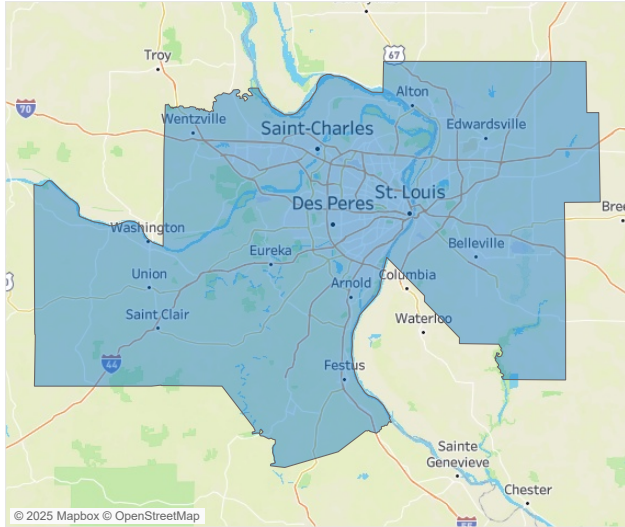 Troy
67
70
Alton
Wentzville
Edwardsville
Saint-Charles
St. Louis
Des Peres
Bree
Washington
Eureka
Belleville
Union
Columbia
Arnold
Saint Clair
Waterloo
44
Festus
Sainte
Genevieve
Chester
© 2025 Mapbox © OpenStreetMap